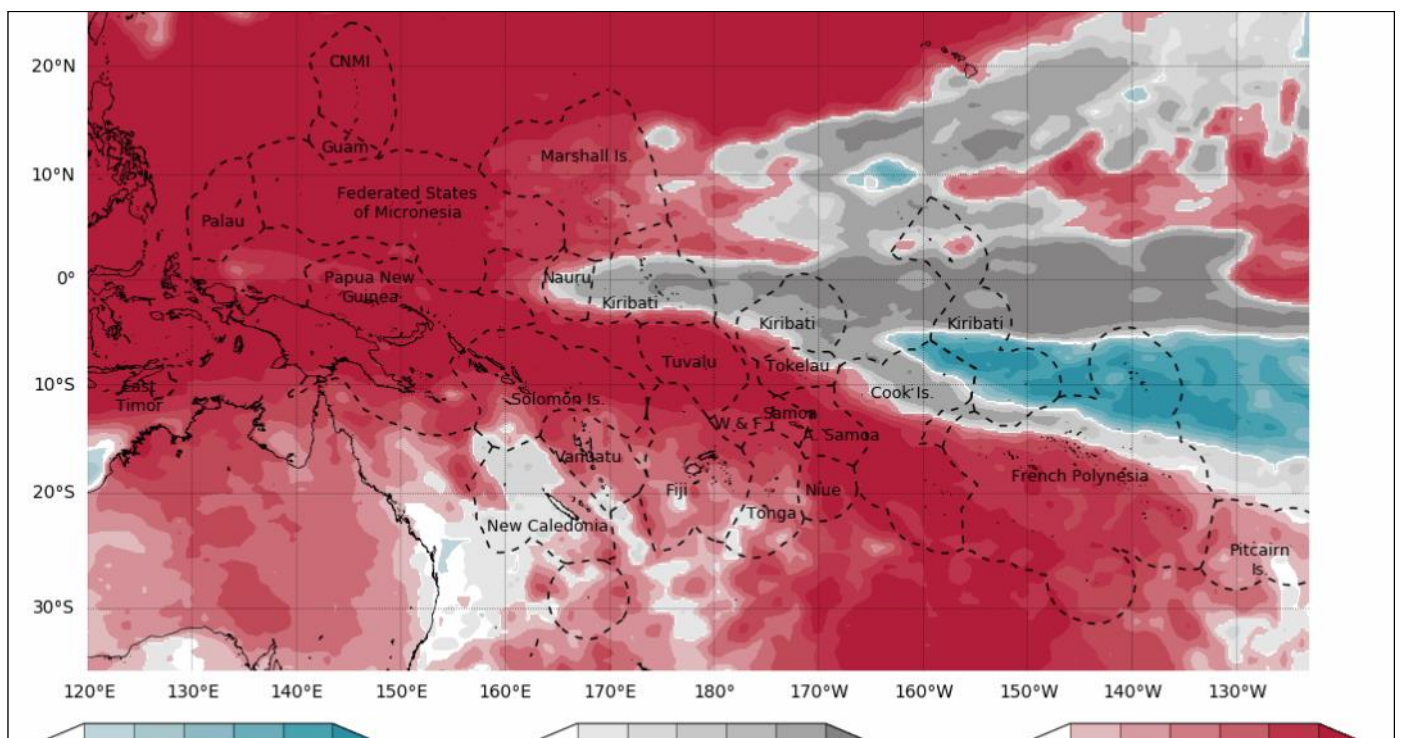 20°N
10°N
0°
10°S
20°S
30°S
CNMI
Guam
Marshall Is.
Palau
Federated States
of Micronesia
Papua New
Guinea
Nauru
Kiribati
Kiribati
Kiribati
Tuvalu
Tokelau
Cook Is.
East
Timor
Solomon Is.
Samoa
W & F
A. Samoa
Vanuatu
Fiji
Niue
French Polynesia
Tonga
New Caledonia
Pitcairn
Is.
120°E 130°E 140°E 150°E 160°E 170°E 180° 170°W 160°W 150°W 140°W 130°W